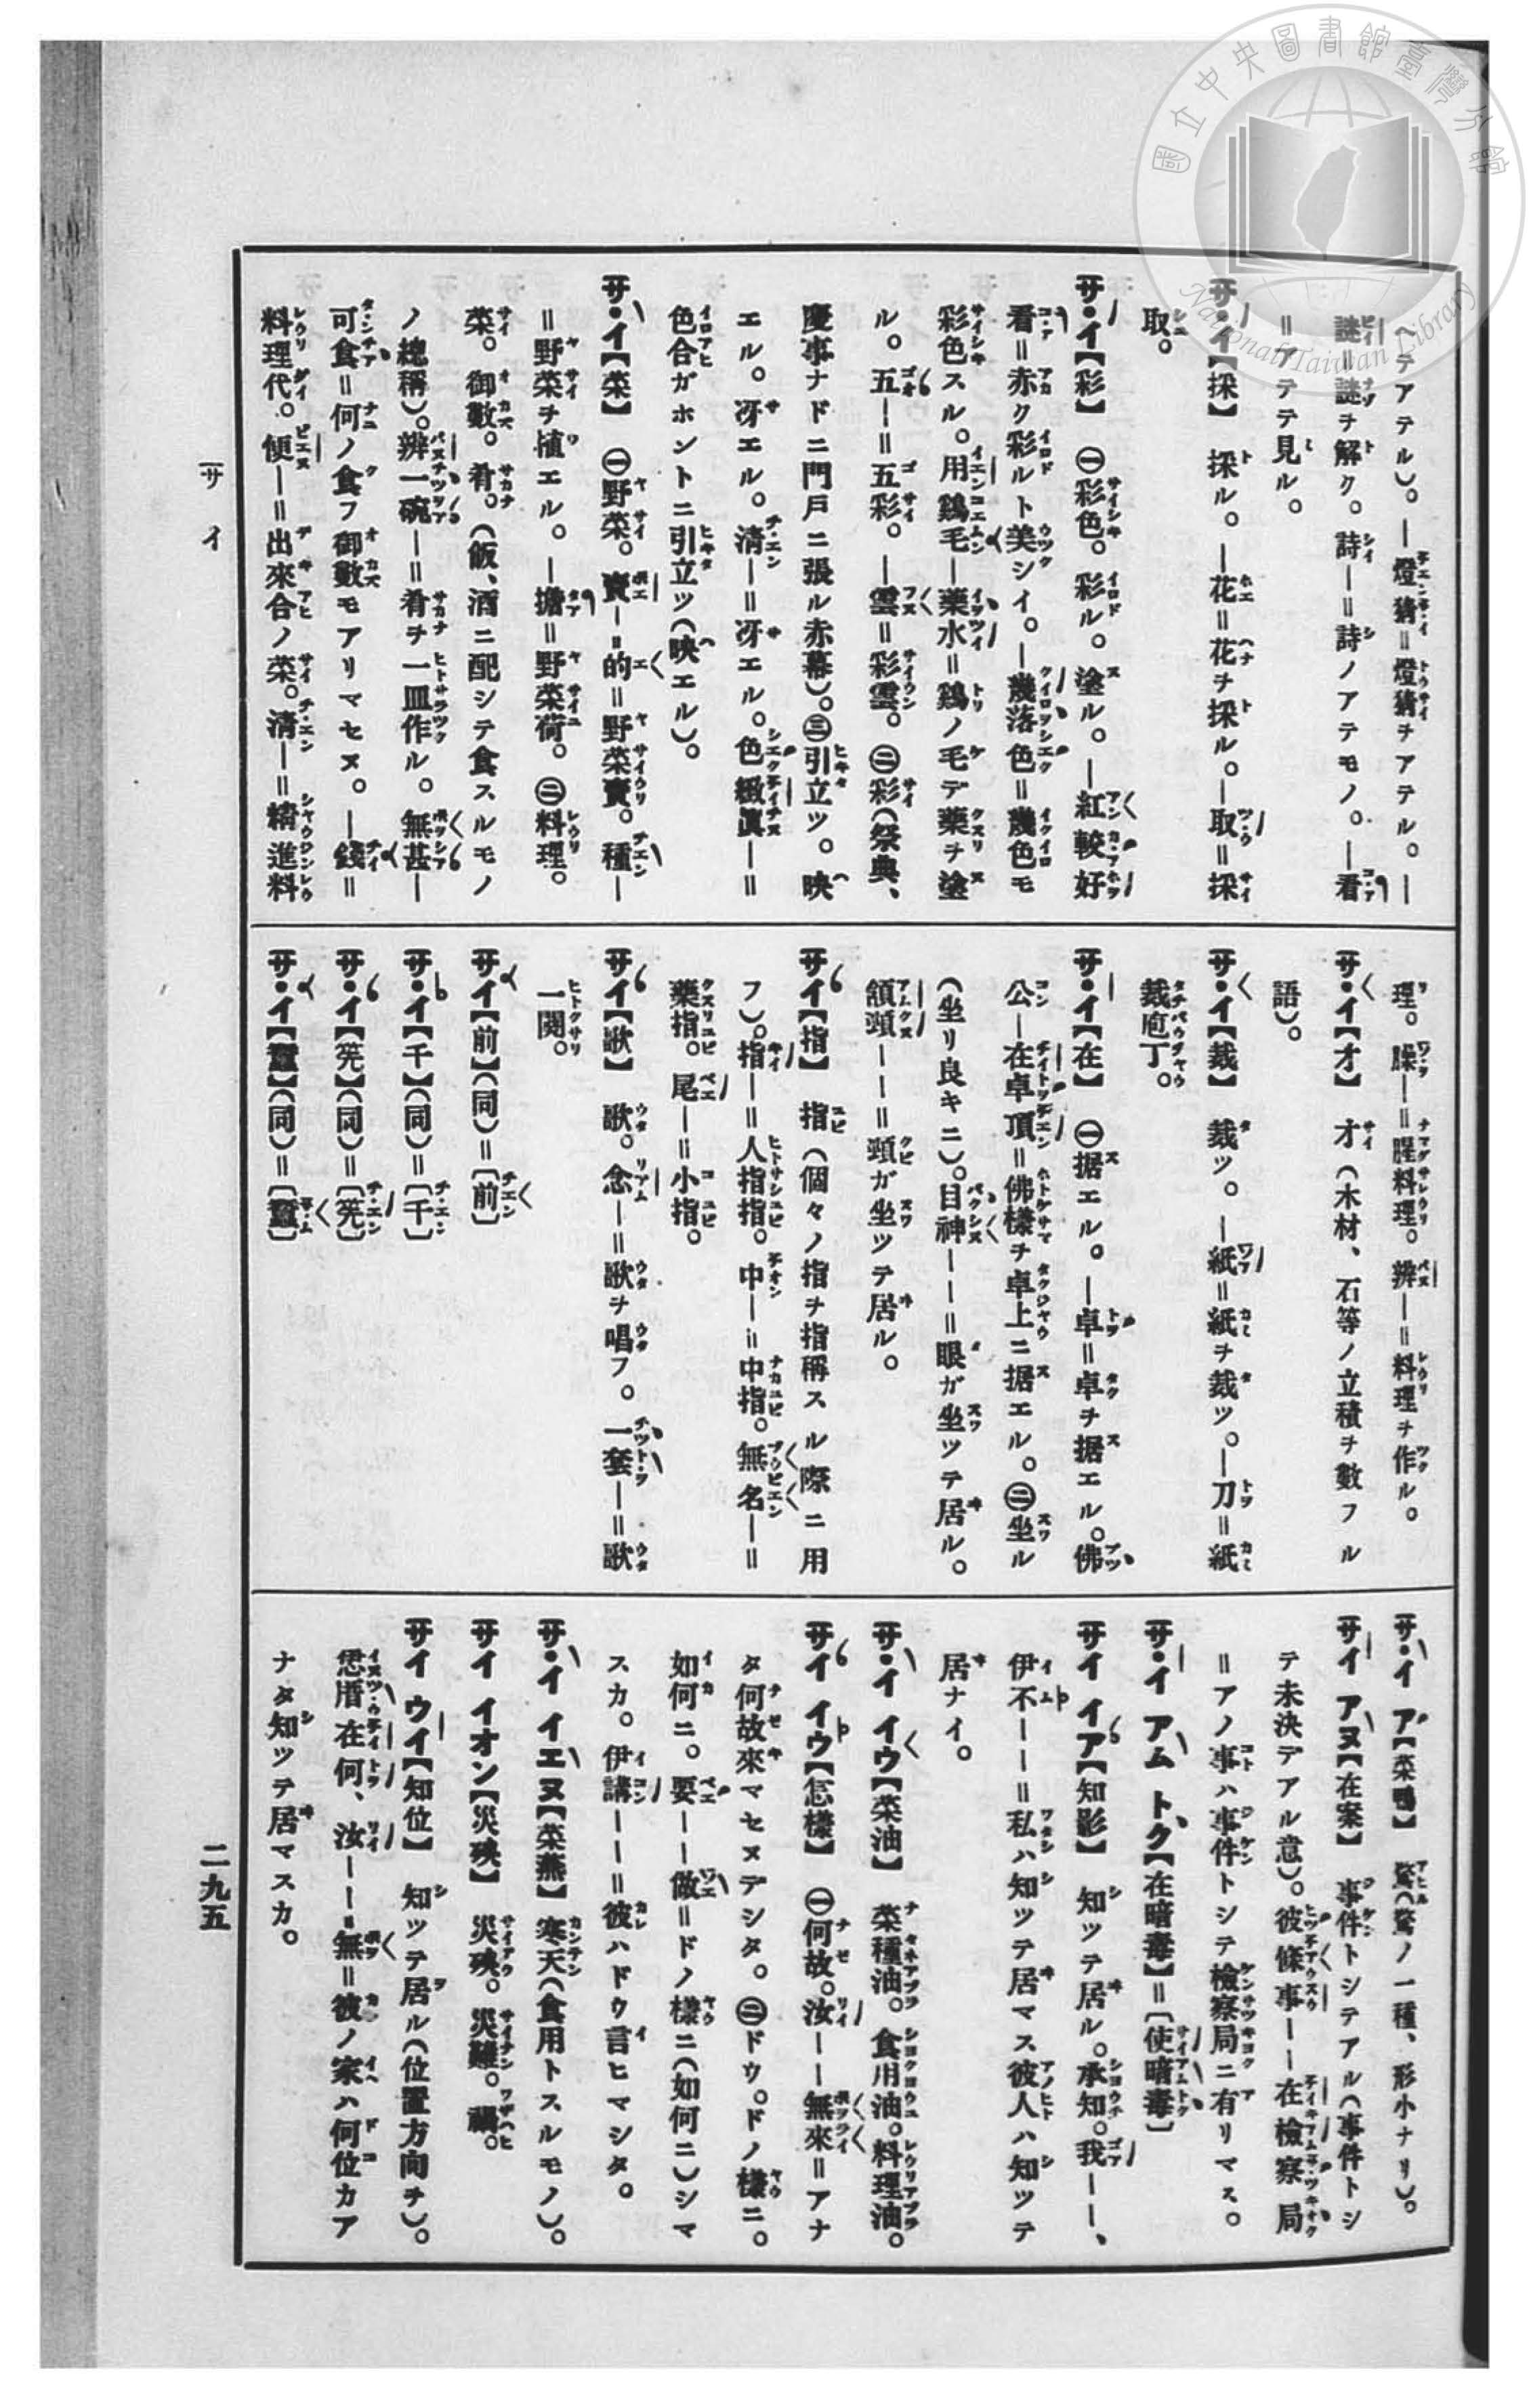 國立中央圖書館臺灣分館
National Taiwan Library
ヘテアテル）。—燈猜＝燈猜ヲアテル。—
謎＝謎ヲ解ク。詩—＝詩ノアテモノ。—看
＝アテテ見ル。
サイ【採】 採ル。—花＝花ヲ採ル。—取＝採
取。
サイ【彩】 ㊀彩色。彩ル。塗ル。—紅較好
看＝赤ク彩ルト美シイ。—幾落色＝幾色モ
彩色スル。用鷄毛—藥水＝鷄ノ毛デ藥ヲ塗
ル。五—＝五彩。—雲＝彩雲。㊁彩（祭典、
慶事ナドニ門戶ニ張ル赤幕）。㊂引立ツ。映
エル。冴エル。清—＝冴エル。色緻眞—＝
色合ガホントニ引立ツ（映エル）。
サイ【菜】 ㊀野菜。賣—＝的＝野菜賣。種—
＝野菜ヲ植エル。—擔＝野菜荷。㊁料理。
菜。御數。肴。（飯、酒ニ配シテ食スルモノ
ノ總稱）。辨一碗—＝肴ヲ一皿作ル。無甚—
可食＝何ノ食フ御數モアリマセヌ。—錢＝
料理代。便—＝出來合ノ菜。清—＝精進料
理。臊—＝腥料理。辨—＝料理ヲ作ル。
サイ【才】 才（木材、石等ノ立積ヲ數フル
語）。
サイ【裁】 裁ツ。—紙＝紙ヲ裁ツ。—刀＝紙
裁庖丁。
サイ【在】 ㊀据エル。—卓＝卓ヲ据エル。佛
公—在卓頂＝佛樣ヲ卓上ニ据エル。㊁坐ル
（坐リ良キニ）。目神——＝眼ガ坐ツテ居ル。
頷頸——＝頸ガ坐ツテ居ル。
サイ【指】 指（個々ノ指ヲ指稱スル際ニ用
フ）。指—＝人指指。中—＝中指。無名—＝
藥指。尾—＝小指。
サイ【歌】 歌。念—＝歌ヲ唱フ。一套—＝歌
一闋。
サイ【前】（同）＝〔前〕
サイ【千】（同）＝〔千〕
サイ【筅】（同）＝〔筅〕
サイ【蠶】（同）＝〔蠶〕
サイ ア【菜鴨】 鶩（鶩ノ一種、形小ナリ）。
サイ アヌ【在案】 事件トシテアル（事件トシ
テ未決デアル意）。彼條事——在檢察局
＝アノ事ハ事件トシテ檢察局ニ有リマス。
サイ アム トク【在暗毒】＝〔使暗毒〕
サイ イア【知影】 知ツテ居ル。承知。我——、
伊不——＝私ハ知ツテ居マス彼人ハ知ツテ
居ナイ。
サイ イウ【菜油】 菜種油。食用油。料理油。
サイ イウ【怎樣】 ㊀何故。汝——無來＝アナ
タ何故來マセヌデシタ。㊁ドウ。ドノ樣ニ。
如何ニ。要——做＝ドノ樣ニ（如何ニ）シマ
スカ。伊講——＝彼ハドウ言ヒマシタ。
サイ イエヌ【菜燕】 寒天（食用トスルモノ）。
サイ イオン【災殃】 災殃。災難。禍。
サイ ウイ【知位】 知ツテ居ル（位置方向ヲ）。
恁厝在何、汝——無＝彼ノ家ハ何位カア
ナタ知ツテ居マスカ。
サイ
二九五